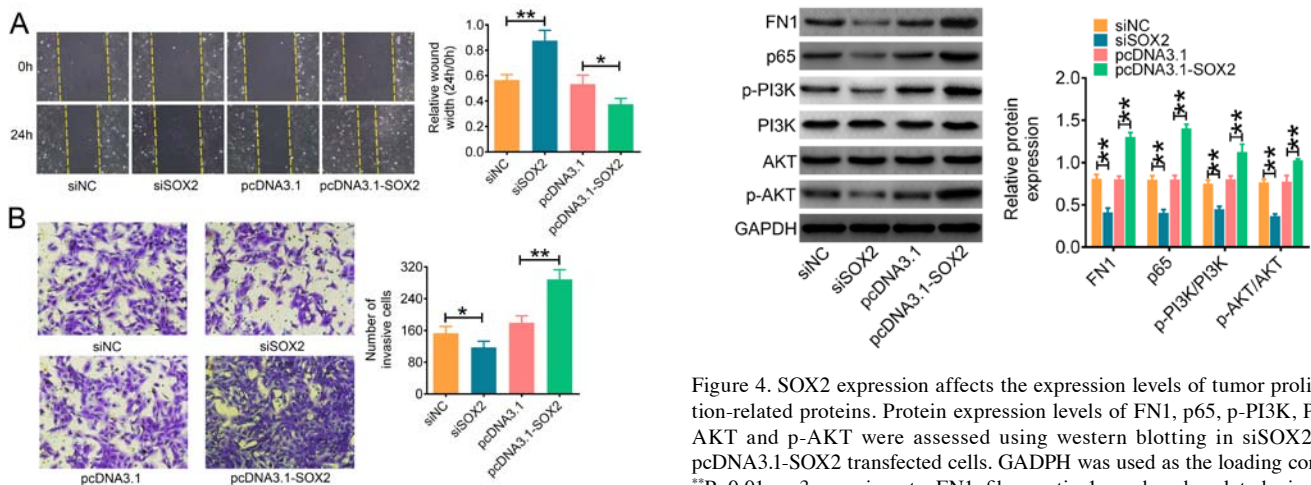 A
0h
24h
siNC
siSOX2
pcDNA3.1
pcDNA3.1-SOX2
Relative wound
width (24h/0h)
1.0
0.8
0.6
0.4
0.2
0.0
**
*
siNC
siSOX2
pcDNA3.1
pcDNA3.1-SOX2
B
siNC
siSOX2
pcDNA3.1
pcDNA3.1-SOX2
Number of
invasive cells
320
240
160
80
0
*
**
siNC
siSOX2
pcDNA3.1
pcDNA3.1-SOX2
FN1
p65
p-PI3K
PI3K
AKT
p-AKT
GAPDH
siNC
siSOX2
pcDNA3.1
pcDNA3.1-SOX2
siNC
siSOX2
pcDNA3.1
pcDNA3.1-SOX2
Relative protein
expression
2.0
1.5
1.0
0.5
0.0
**
**
**
**
**
**
**
**
FN1
p65
p-PI3K/PI3K
p-AKT/AKT
Figure 4. SOX2 expression affects the expression levels of tumor proli
tion-related proteins. Protein expression levels of FN1, p65, p-PI3K, P
AKT and p-AKT were assessed using western blotting in siSOX2
pcDNA3.1-SOX2 transfected cells. GADPH was used as the loading con